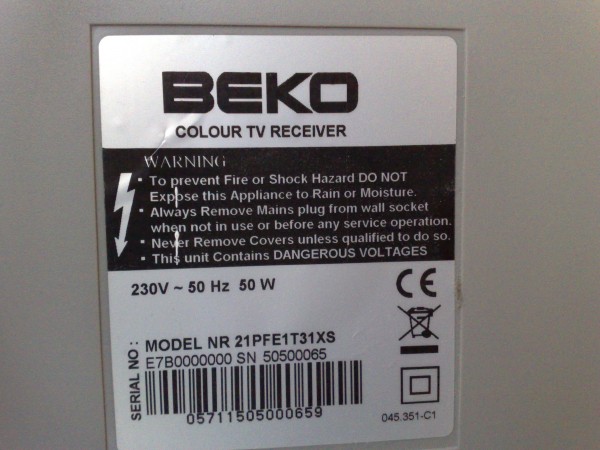 BEKO
COLOUR TV RECEIVER
WARNING
· To prevent Fire or Shock Hazard DO NOT
Expose this Appliance to Rain or Moisture.
· Always Remove Mains plug from wall socket
when not in use or before any service operation.
· Never Remove Covers unless qualified to do so.
· This unit Contains DANGEROUS VOLTAGES
230V ~ 50 Hz 50 W
CE
SERIAL NO :
MODEL NR 21PFE1T31XS
E7B0000000 SN 50500065
05711505000659
045.351-C1